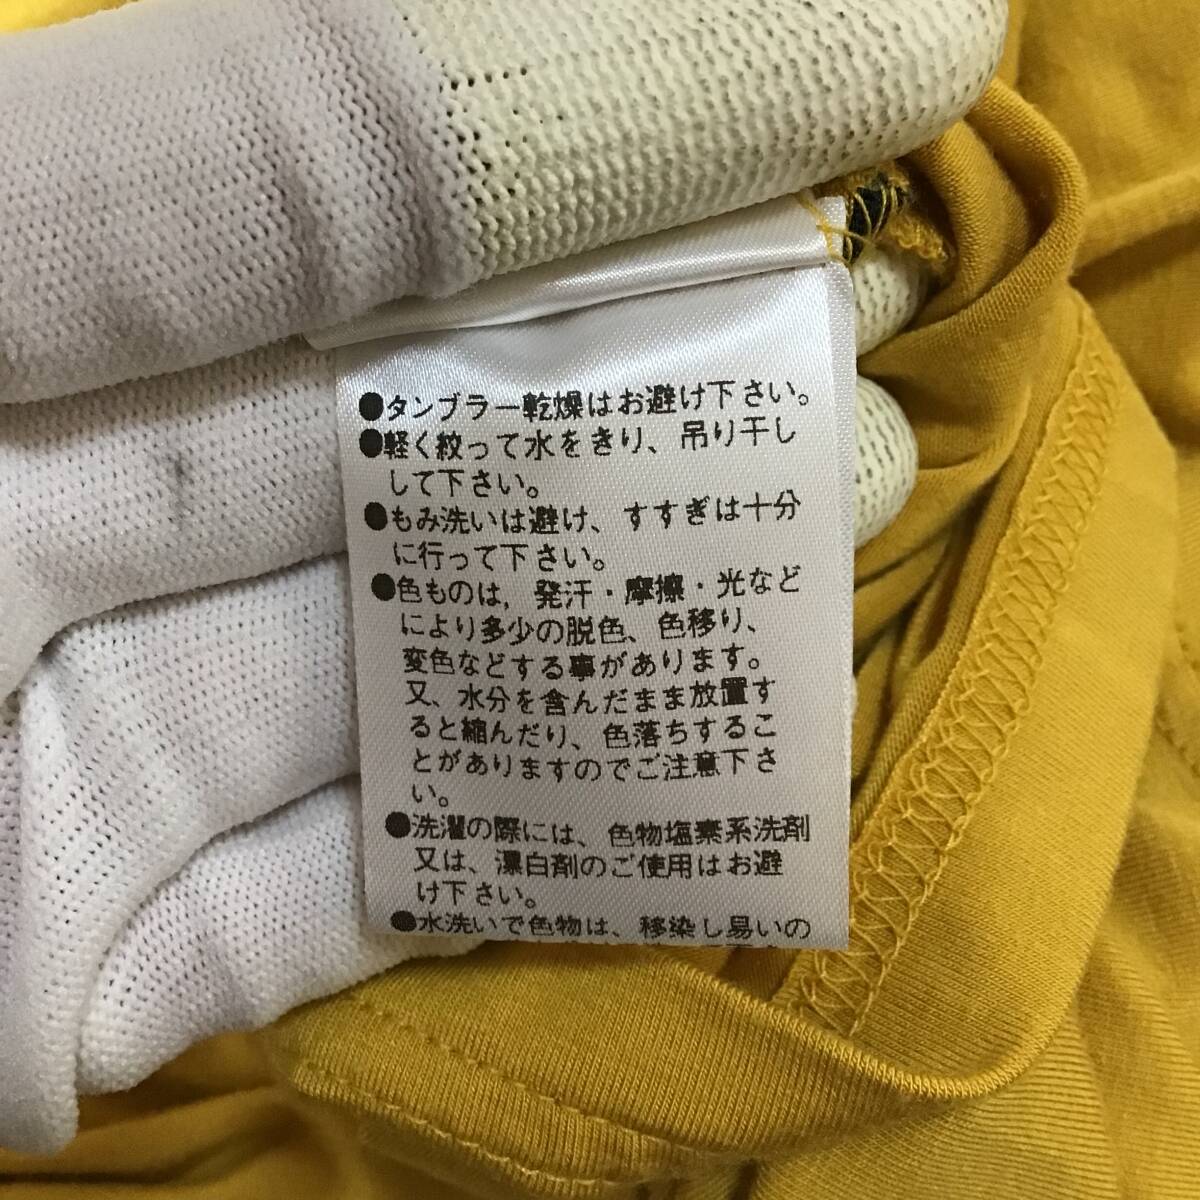 ●タンブラー乾燥はお避け下さい。
●軽く絞って水をきり、吊り干し
して下さい。
●もみ洗いは避け、すすぎは十分
に行って下さい。
●色ものは、発汗・摩擦・光など
により多少の脱色、色移り、
変色などする事があります。
又、水分を含んだまま放置す
ると縮んだり、色落ちするこ
とがありますのでご注意下さ
い。
●洗濯の際には、色物塩素系洗剤
又は、漂白剤のご使用はお避
け下さい。
●水洗いで色物は、移染し易いの